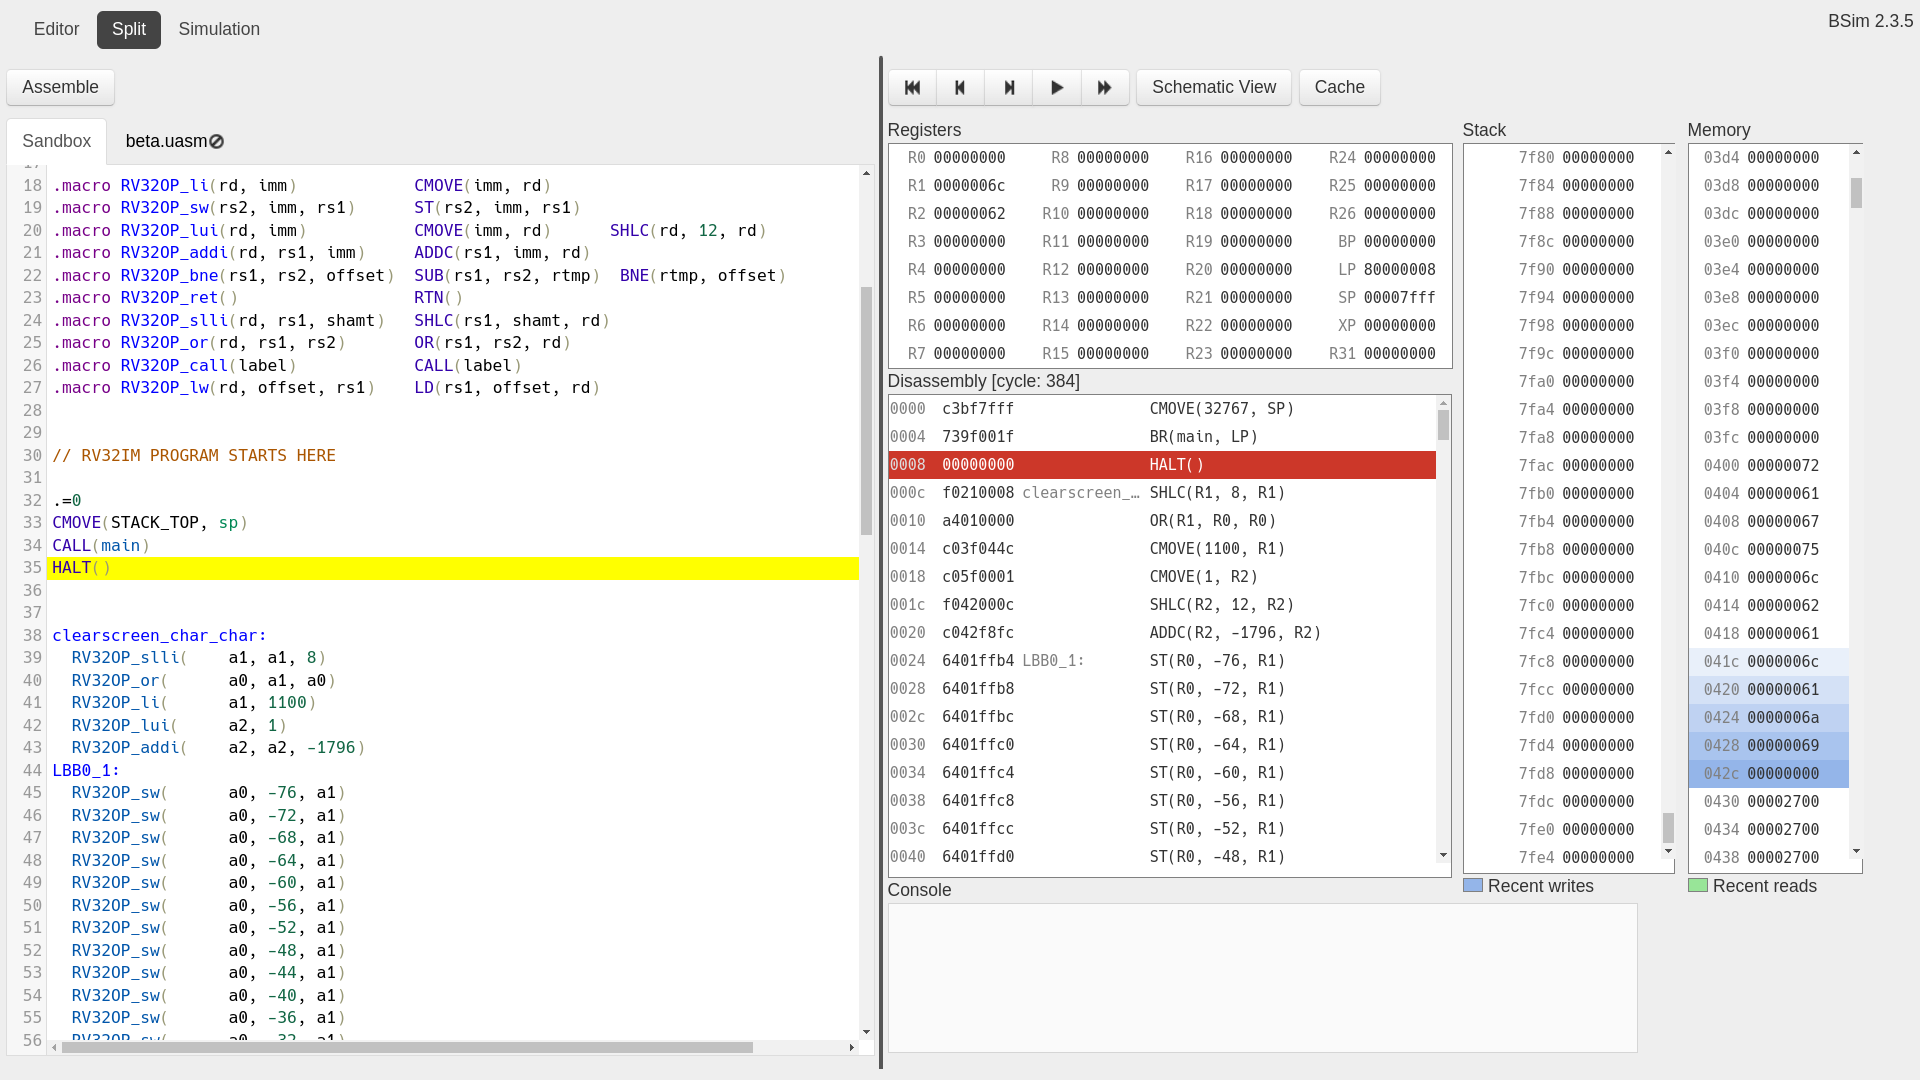 Editor Split Simulation BSim 2.3.5
Assemble
Sandbox beta.uasm
18 .macro RV32OP_li(rd, imm) CMOVE(imm, rd)
19 .macro RV32OP_sw(rs2, imm, rs1) ST(rs2, imm, rs1)
20 .macro RV32OP_lui(rd, imm) CMOVE(imm, rd) SHLC(rd, 12, rd)
21 .macro RV32OP_addi(rd, rs1, imm) ADDC(rs1, imm, rd)
22 .macro RV32OP_bne(rs1, rs2, offset) SUB(rs1, rs2, rtmp) BNE(rtmp, offset)
23 .macro RV32OP_ret() RTN()
24 .macro RV32OP_slli(rd, rs1, shamt) SHLC(rs1, shamt, rd)
25 .macro RV32OP_or(rd, rs1, rs2) OR(rs1, rs2, rd)
26 .macro RV32OP_call(label) CALL(label)
27 .macro RV32OP_lw(rd, offset, rs1) LD(rs1, offset, rd)
28
29
30 // RV32IM PROGRAM STARTS HERE
31
32 .=0
33 CMOVE(STACK_TOP, sp)
34 CALL(main)
35 HALT()
36
37
38 clearscreen_char_char:
39 RV32OP_slli( a1, a1, 8)
40 RV32OP_or( a0, a1, a0)
41 RV32OP_li( a1, 1100)
42 RV32OP_lui( a2, 1)
43 RV32OP_addi( a2, a2, -1796)
44 LBB0_1:
45 RV32OP_sw( a0, -76, a1)
46 RV32OP_sw( a0, -72, a1)
47 RV32OP_sw( a0, -68, a1)
48 RV32OP_sw( a0, -64, a1)
49 RV32OP_sw( a0, -60, a1)
50 RV32OP_sw( a0, -56, a1)
51 RV32OP_sw( a0, -52, a1)
52 RV32OP_sw( a0, -48, a1)
53 RV32OP_sw( a0, -44, a1)
54 RV32OP_sw( a0, -40, a1)
55 RV32OP_sw( a0, -36, a1)
56 RV32OP_sw( a0, -32, a1)
Schematic View Cache
Registers
R0 00000000 R8 00000000 R16 00000000 R24 00000000
R1 0000006c R9 00000000 R17 00000000 R25 00000000
R2 00000062 R10 00000000 R18 00000000 R26 00000000
R3 00000000 R11 00000000 R19 00000000 BP 00000000
R4 00000000 R12 00000000 R20 00000000 LP 80000008
R5 00000000 R13 00000000 R21 00000000 SP 00007fff
R6 00000000 R14 00000000 R22 00000000 XP 00000000
R7 00000000 R15 00000000 R23 00000000 R31 00000000
Disassembly [cycle: 384]
0000 c3bf7fff CMOVE(32767, SP)
0004 739f001f BR(main, LP)
0008 00000000 HALT()
000c f0210008 clearscreen_… SHLC(R1, 8, R1)
0010 a4010000 OR(R1, R0, R0)
0014 c03f044c CMOVE(1100, R1)
0018 c05f0001 CMOVE(1, R2)
001c f042000c SHLC(R2, 12, R2)
0020 c042f8fc ADDC(R2, -1796, R2)
0024 6401ffb4 LBB0_1: ST(R0, -76, R1)
0028 6401ffb8 ST(R0, -72, R1)
002c 6401ffbc ST(R0, -68, R1)
0030 6401ffc0 ST(R0, -64, R1)
0034 6401ffc4 ST(R0, -60, R1)
0038 6401ffc8 ST(R0, -56, R1)
003c 6401ffcc ST(R0, -52, R1)
0040 6401ffd0 ST(R0, -48, R1)
Console
Stack
7f80 00000000
7f84 00000000
7f88 00000000
7f8c 00000000
7f90 00000000
7f94 00000000
7f98 00000000
7f9c 00000000
7fa0 00000000
7fa4 00000000
7fa8 00000000
7fac 00000000
7fb0 00000000
7fb4 00000000
7fb8 00000000
7fbc 00000000
7fc0 00000000
7fc4 00000000
7fc8 00000000
7fcc 00000000
7fd0 00000000
7fd4 00000000
7fd8 00000000
7fdc 00000000
7fe0 00000000
7fe4 00000000
Recent writes
Memory
03d4 00000000
03d8 00000000
03dc 00000000
03e0 00000000
03e4 00000000
03e8 00000000
03ec 00000000
03f0 00000000
03f4 00000000
03f8 00000000
03fc 00000000
0400 00000072
0404 00000061
0408 00000067
040c 00000075
0410 0000006c
0414 00000062
0418 00000061
041c 0000006c
0420 00000061
0424 0000006a
0428 00000069
042c 00000000
0430 00002700
0434 00002700
0438 00002700
Recent reads